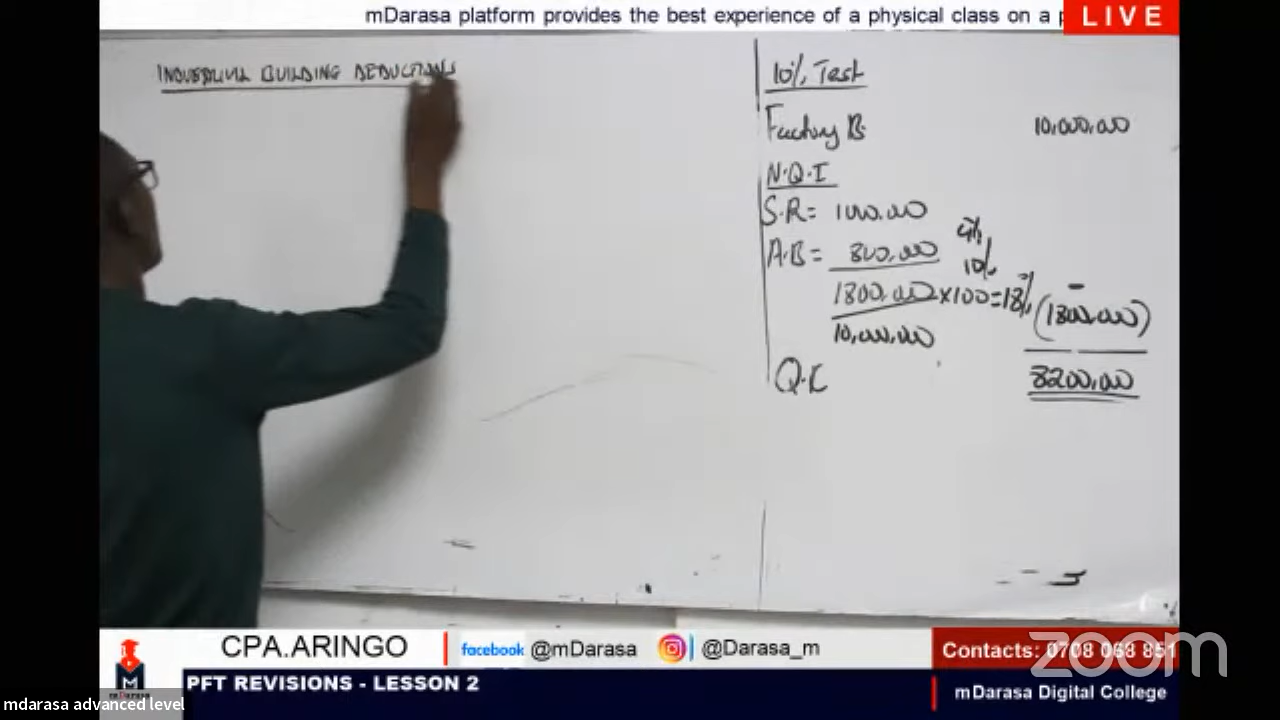 mDarasa platform provides the best experience of a physical class on a p
LIVE
INDUSTRIAL BUILDING DEDUCTIONS
10% Test
Factory B. 10,000,000
N.Q.I
S.R = 1000,000
A.B = 800,000
10%
1800,000 x100 = 18% (1800,000)
10,000,000
Q.E 8200,000
CPA.ARINGO
facebook @mDarasa
@Darasa_m
Contacts: 0708 068 851
zoom
mDarasa
PFT REVISIONS - LESSON 2
mDarasa Digital College
mdarasa advanced level